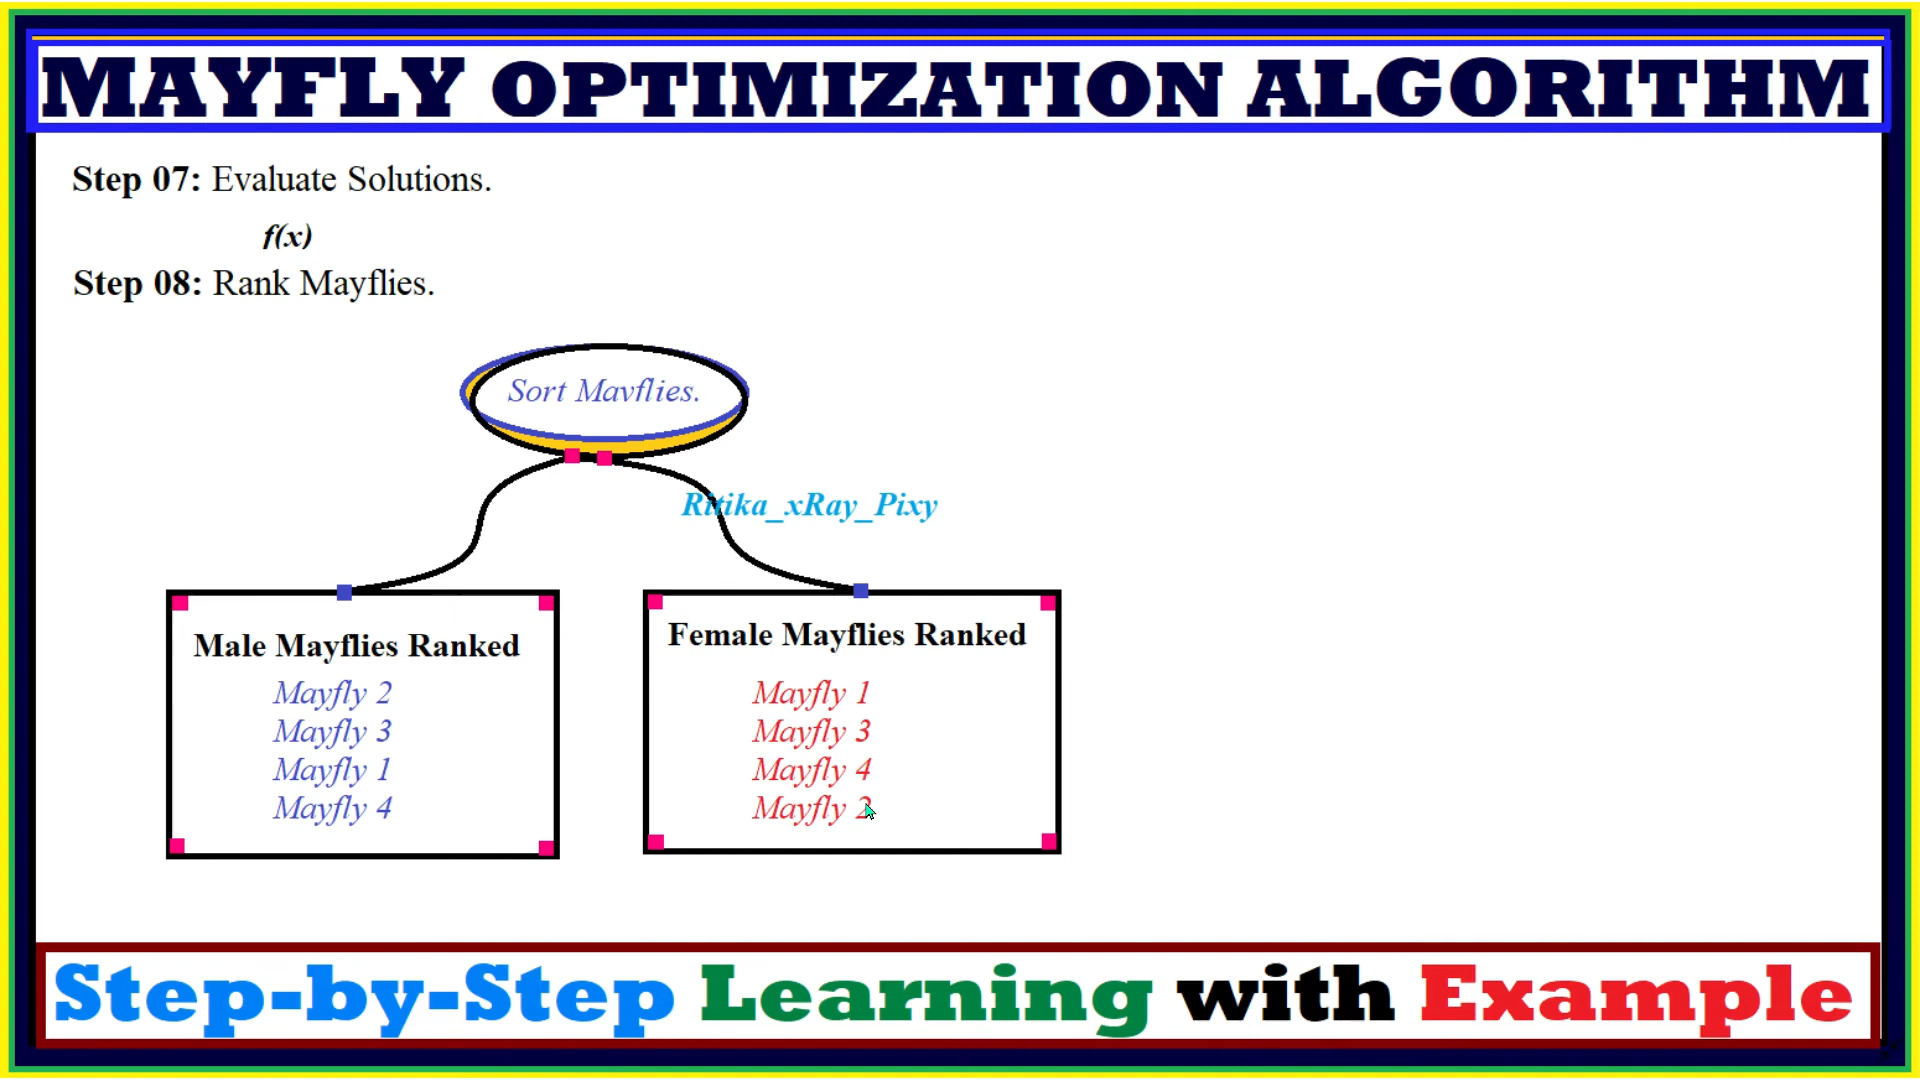 MAYFLY OPTIMIZATION ALGORITHM
Step 07: Evaluate Solutions.
f(x)
Step 08: Rank Mayflies.
Sort Mavflies.
Ritika_xRay_Pixy
Male Mayflies Ranked
Mayfly 2
Mayfly 3
Mayfly 1
Mayfly 4
Female Mayflies Ranked
Mayfly 1
Mayfly 3
Mayfly 4
Mayfly 2
Step-by-Step Learning with Example